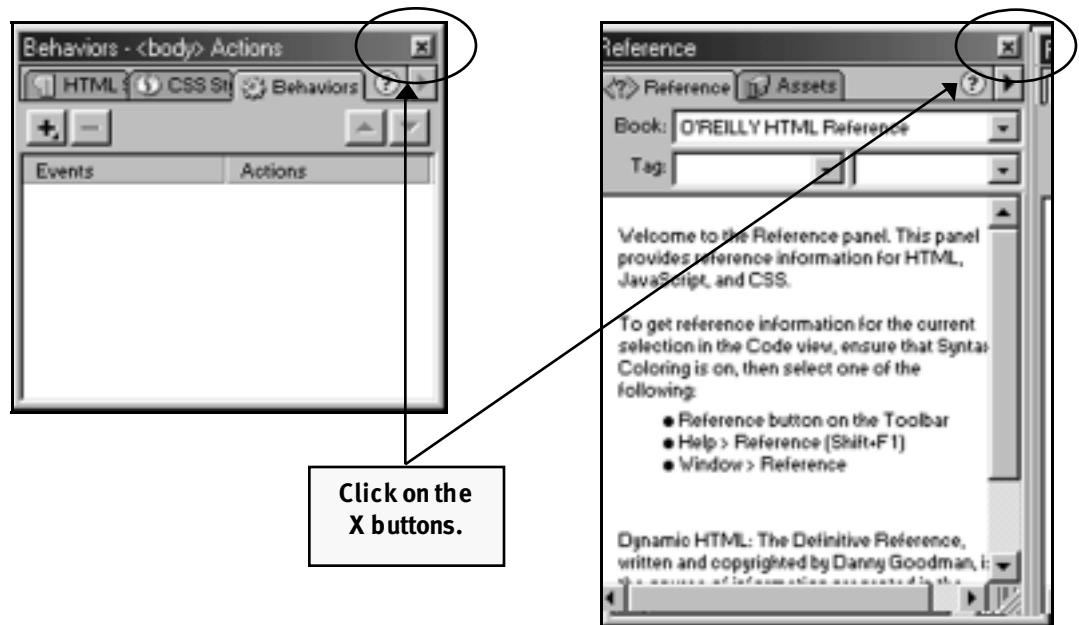 Behaviors - <body> Actions
HTML CSS St Behaviors ?
Events Actions
Reference
<?> Reference Assets ?
Book: O'REILLY HTML Reference
Tag:
Welcome to the Reference panel. This panel
provides reference information for HTML,
JavaScript, and CSS.
To get reference information for the current
selection in the Code view, ensure that Syntax
Coloring is on, then select one of the
following:
● Reference button on the Toolbar
● Help > Reference (Shift+F1)
● Window > Reference
Dynamic HTML: The Definitive Reference,
written and copyrighted by Danny Goodman, i
Click on the
X buttons.